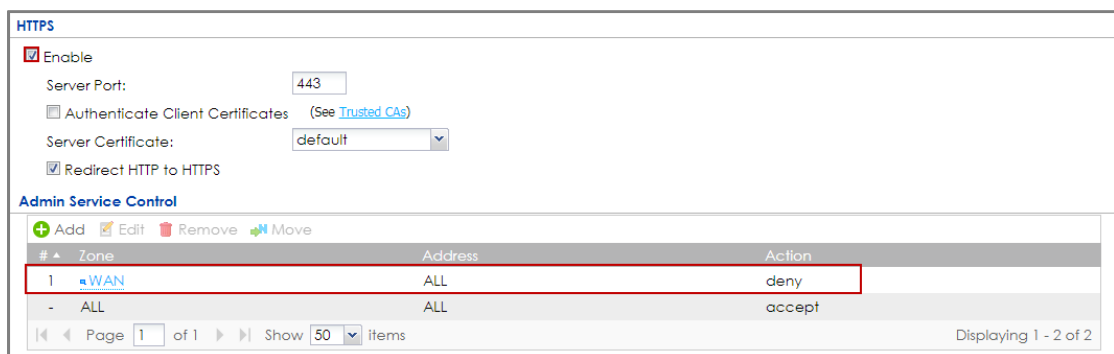 HTTPS
Enable
Server Port: 443
Authenticate Client Certificates (See Trusted CAs)
Server Certificate: default
Redirect HTTP to HTTPS
Admin Service Control
Add Edit Remove Move
# Zone Address Action
1 WAN ALL deny
- ALL ALL accept
Page 1 of 1 Show 50 items Displaying 1 - 2 of 2